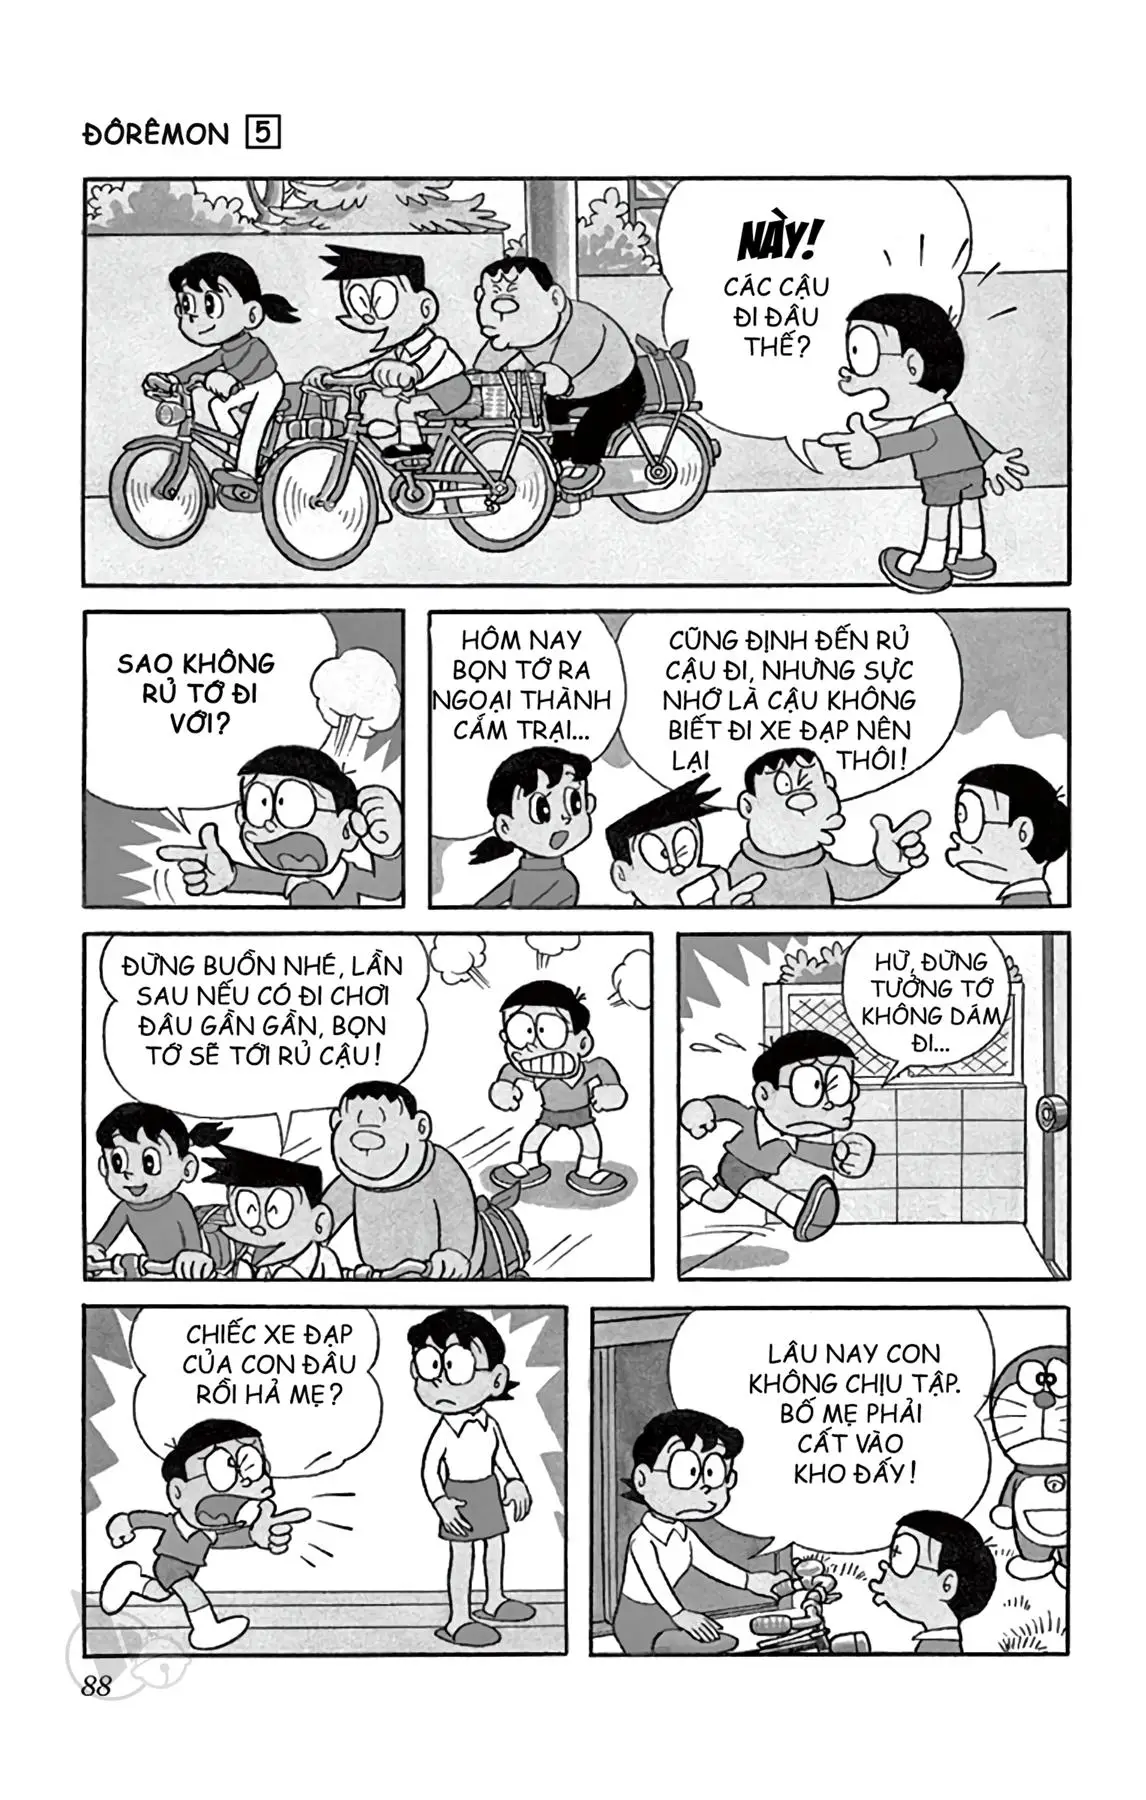 ĐÔRÊMON 5
NÀY!
CÁC CẬU
ĐI ĐÂU
THẾ?
SAO KHÔNG
RỦ TỚ ĐI
VỚI?
HÔM NAY
BỌN TỚ RA
NGOẠI THÀNH
CẮM TRẠI...
CŨNG ĐỊNH ĐẾN RỦ
CẬU ĐI, NHƯNG SỰC
NHỚ LÀ CẬU KHÔNG
BIẾT ĐI XE ĐẠP NÊN
LẠI THÔI!
ĐỪNG BUỒN NHÉ, LẦN
SAU NẾU CÓ ĐI CHƠI
ĐÂU GẦN GẦN, BỌN
TỚ SẼ TỚI RỦ CẬU!
HỪ, ĐỪNG
TƯỞNG TỚ
KHÔNG DÁM
ĐI...
CHIẾC XE ĐẠP
CỦA CON ĐÂU
RỒI HẢ MẸ?
LÂU NAY CON
KHÔNG CHỊU TẬP.
BỐ MẸ PHẢI
CẤT VÀO
KHO ĐẤY!
88